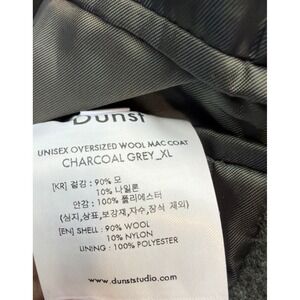 Dunst
UNISEX OVERSIZED WOOL MAC COAT
CHARCOAL GREY_XL
[KR] 겉감 : 90% 모
10% 나일론
안감 : 100% 폴리에스터
(심지,상표,보강재,자수,장식 제외)
[EN] SHELL : 90% WOOL
10% NYLON
LINING : 100% POLYESTER
www.dunststudio.com